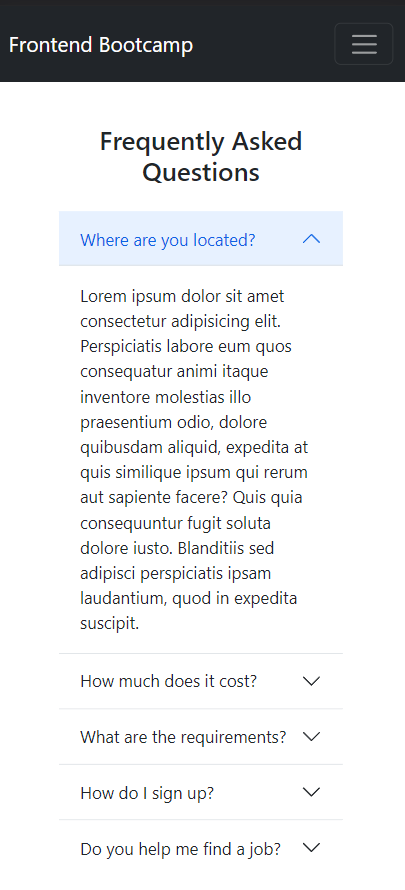 Frontend Bootcamp
Frequently Asked
Questions
Where are you located?
Lorem ipsum dolor sit amet
consectetur adipisicing elit.
Perspiciatis labore eum quos
consequatur animi itaque
inventore molestias illo
praesentium odio, dolore
quibusdam aliquid, expedita at
quis similique ipsum qui rerum
aut sapiente facere? Quis quia
consequuntur fugit soluta
dolore iusto. Blanditiis sed
adipisci perspiciatis ipsam
laudantium, quod in expedita
suscipit.
How much does it cost?
What are the requirements?
How do I sign up?
Do you help me find a job?